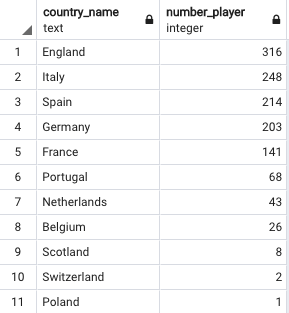 country_name number_player
text integer
1 England 316
2 Italy 248
3 Spain 214
4 Germany 203
5 France 141
6 Portugal 68
7 Netherlands 43
8 Belgium 26
9 Scotland 8
10 Switzerland 2
11 Poland 1